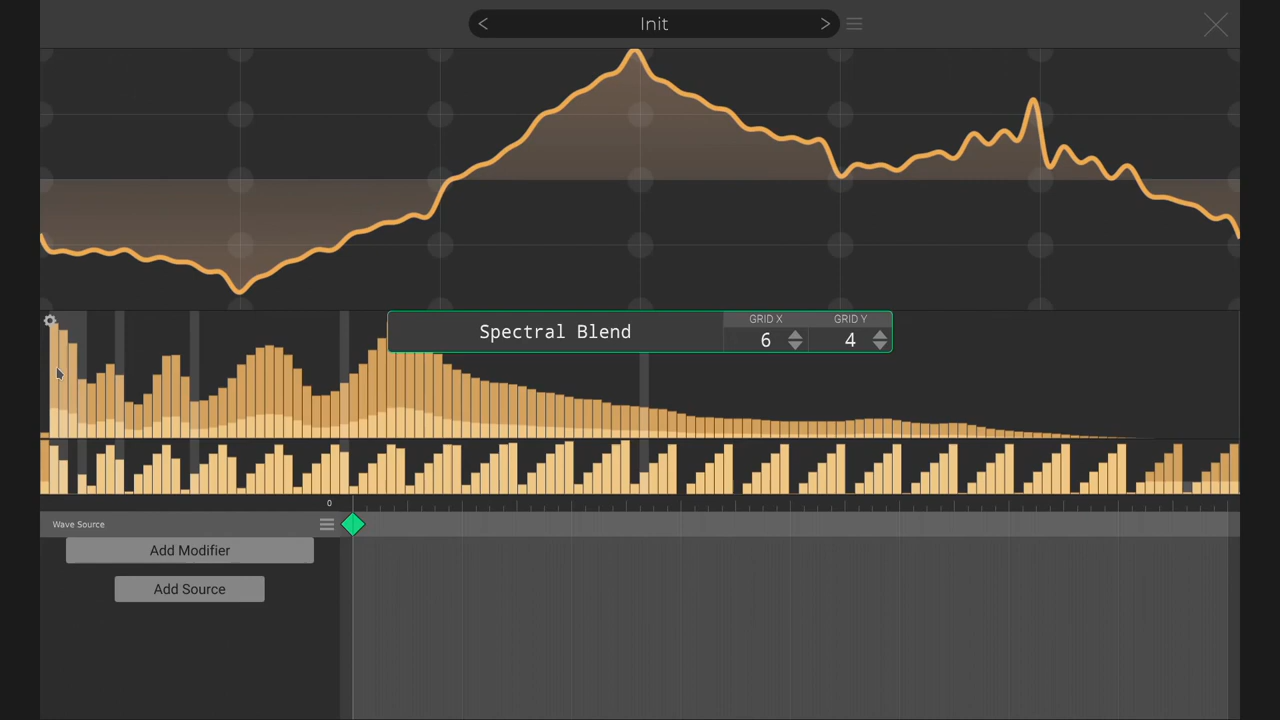 < Init >
Spectral Blend
GRID X
6
GRID Y
4
0
Wave Source
Add Modifier
Add Source